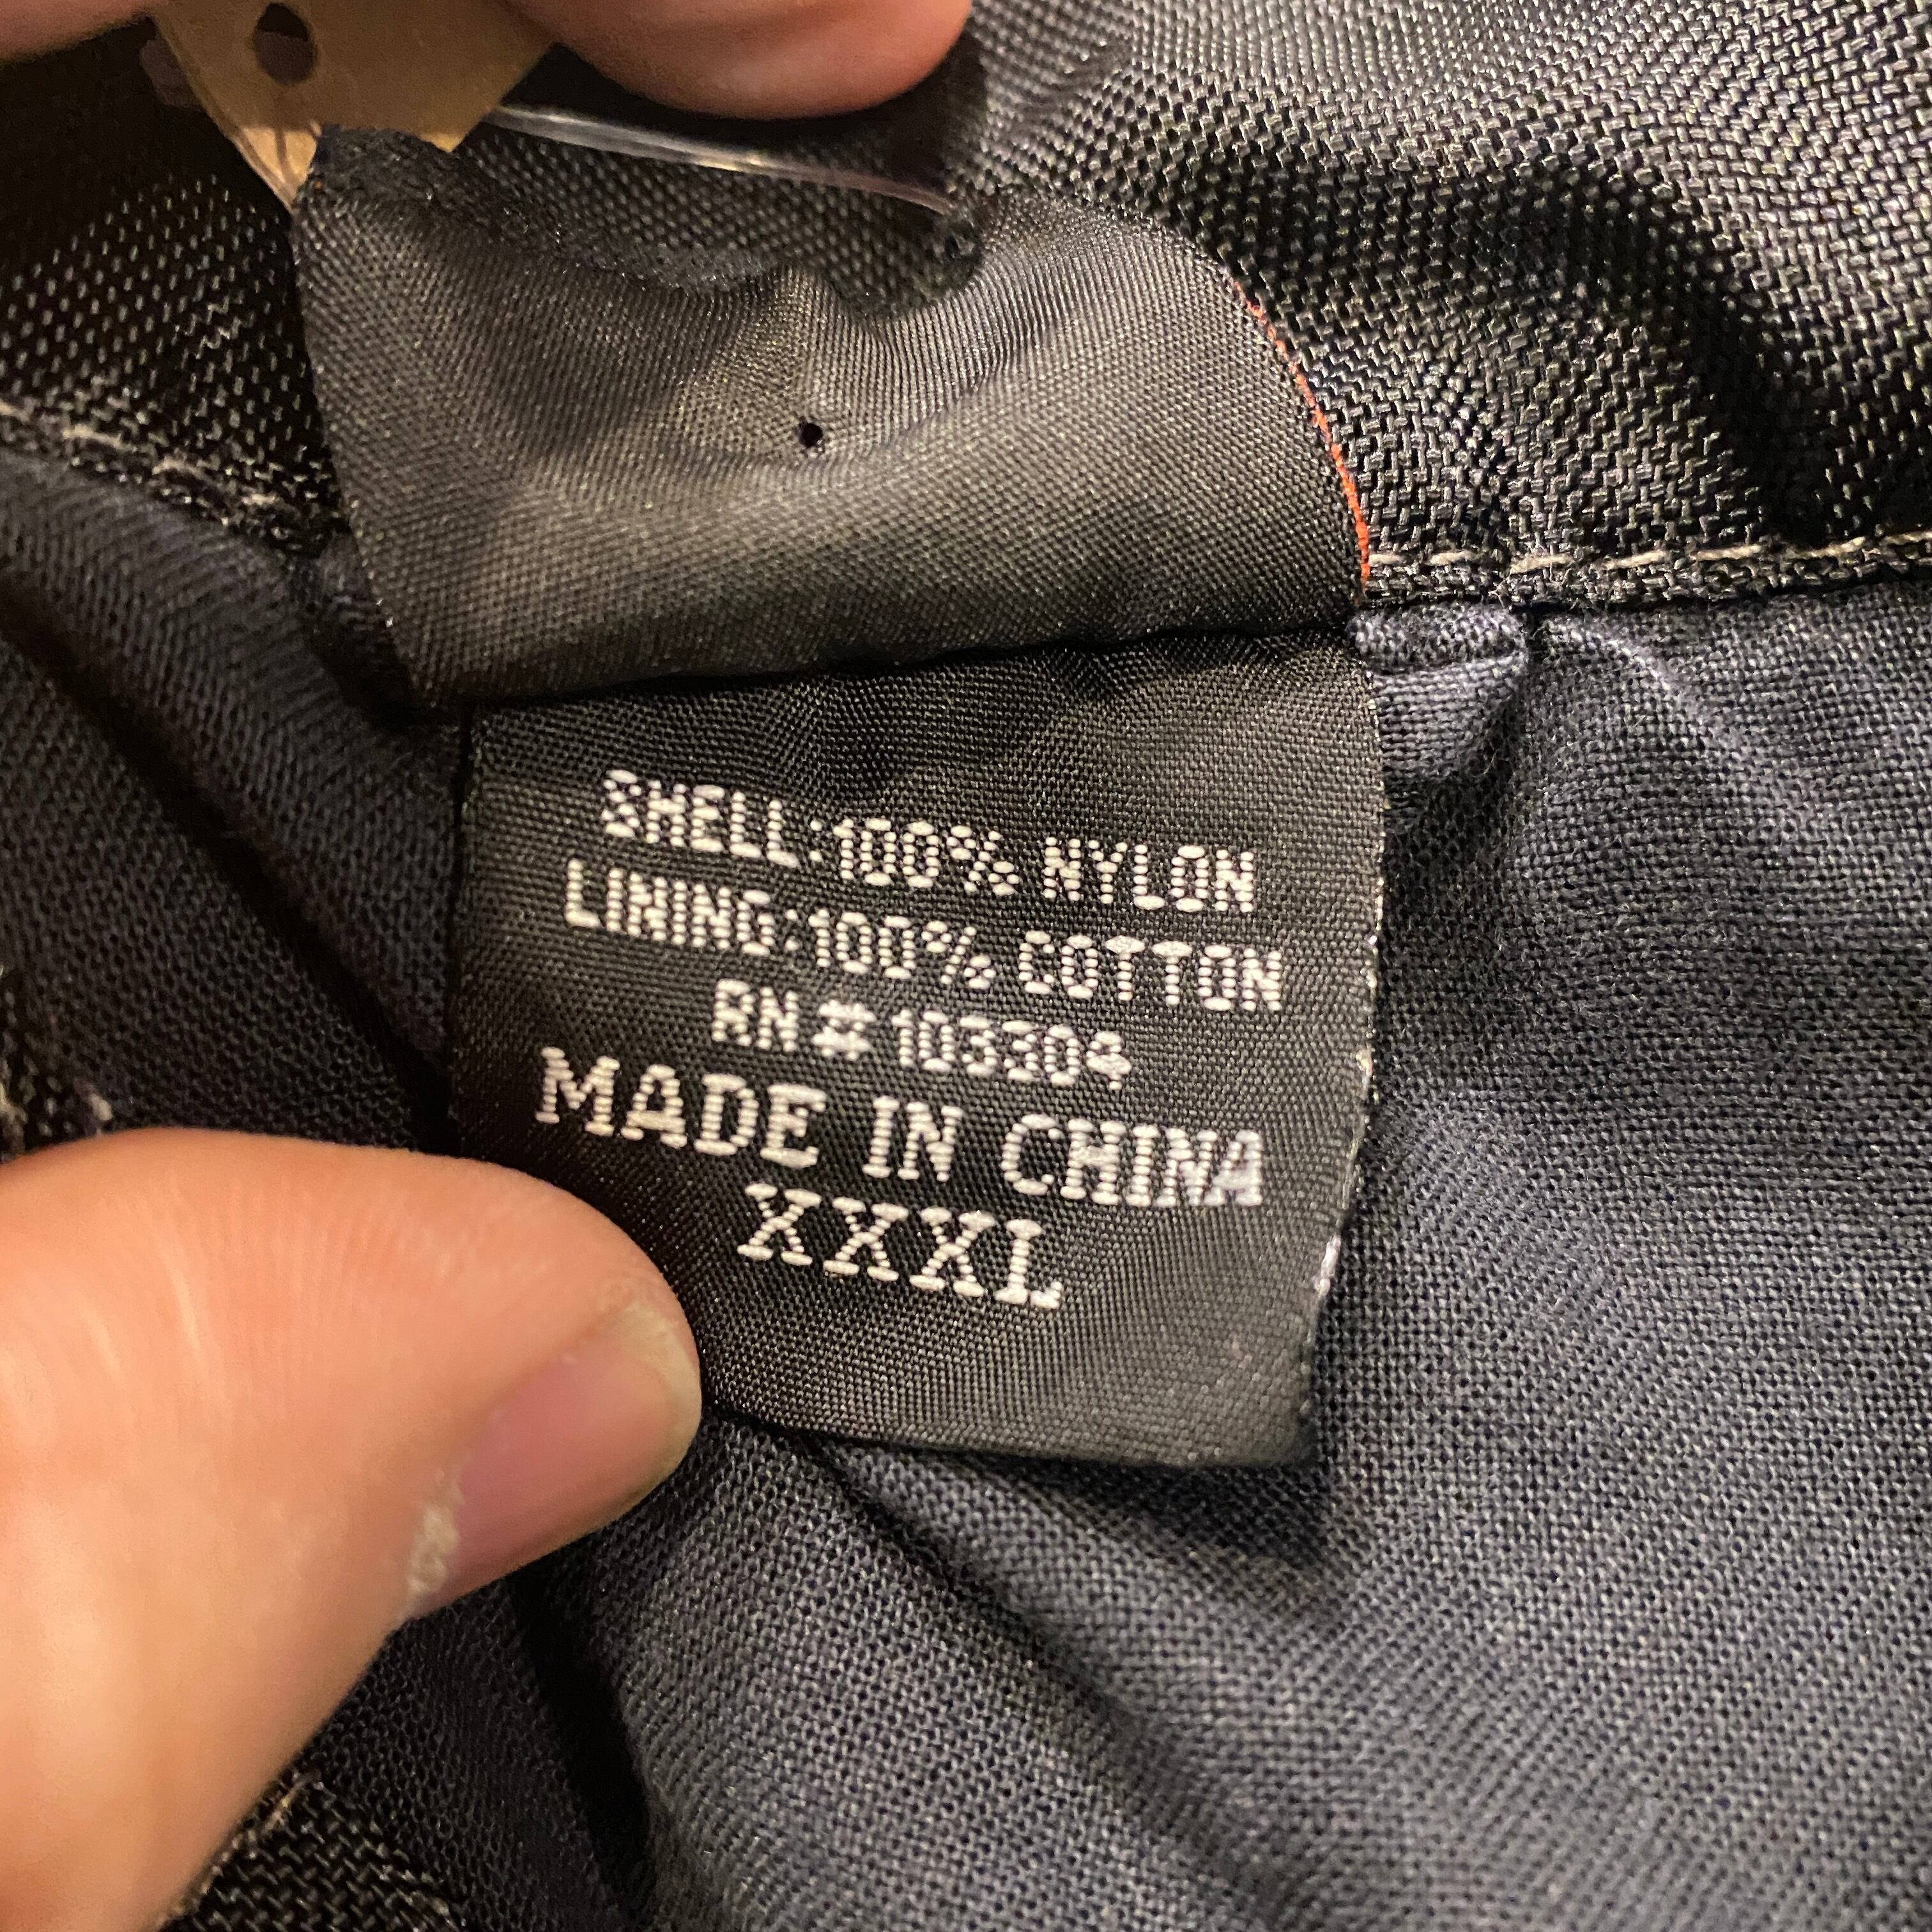 SHELL:100% NYLON
LINING:100% COTTON
RN# 103304
MADE IN CHINA
XXXL